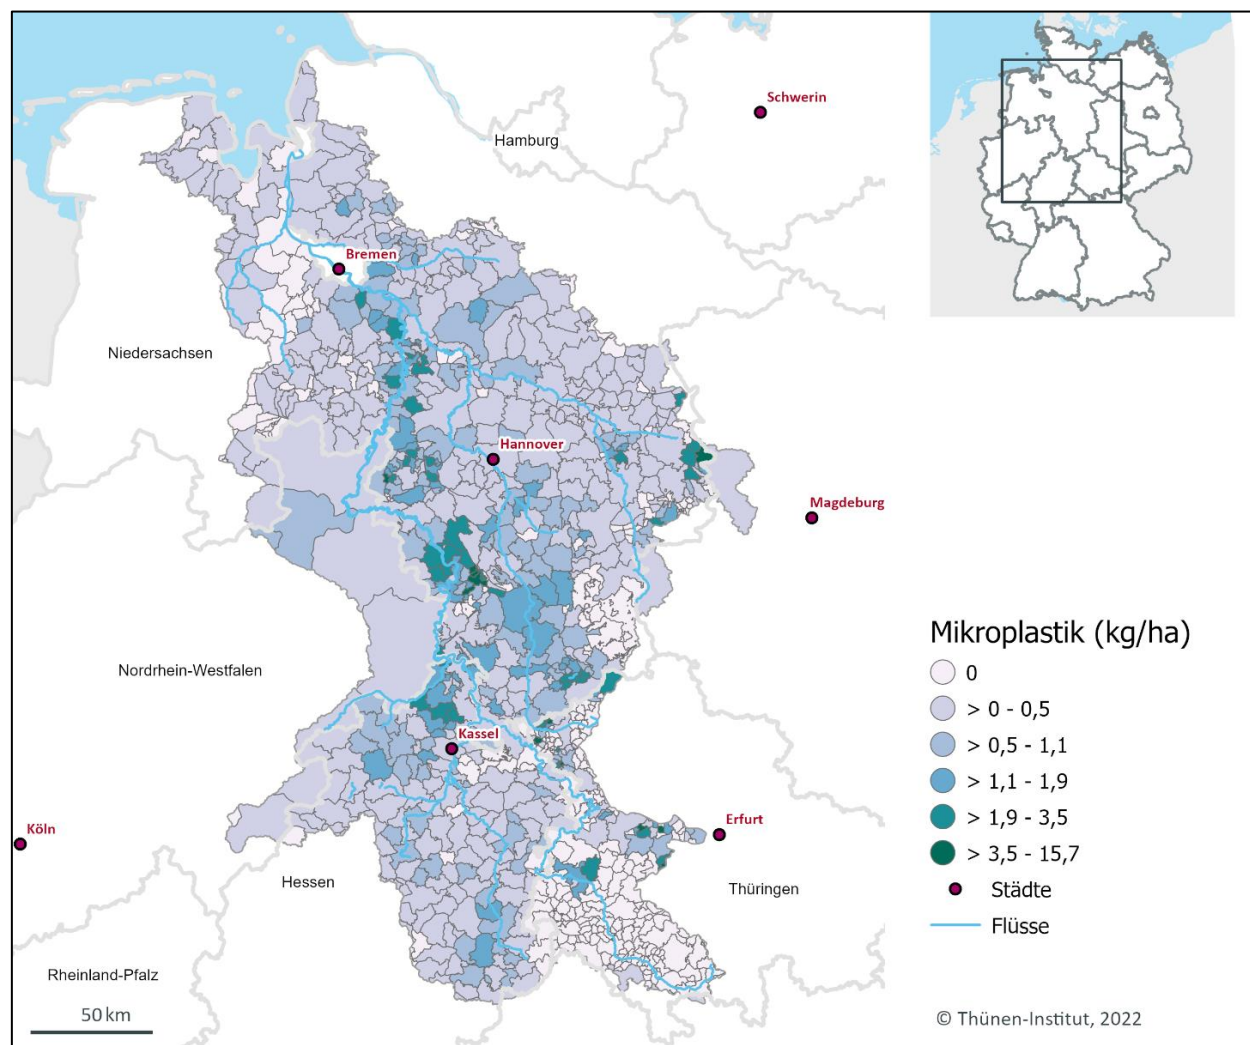 Schwerin
Hamburg
Bremen
Niedersachsen
Hannover
Magdeburg
Nordrhein-Westfalen
Kassel
Köln
Erfurt
Hessen
Thüringen
Rheinland-Pfalz
50 km
Mikroplastik (kg/ha)
0
> 0 - 0,5
> 0,5 - 1,1
> 1,1 - 1,9
> 1,9 - 3,5
> 3,5 - 15,7
Städte
Flüsse
© Thünen-Institut, 2022